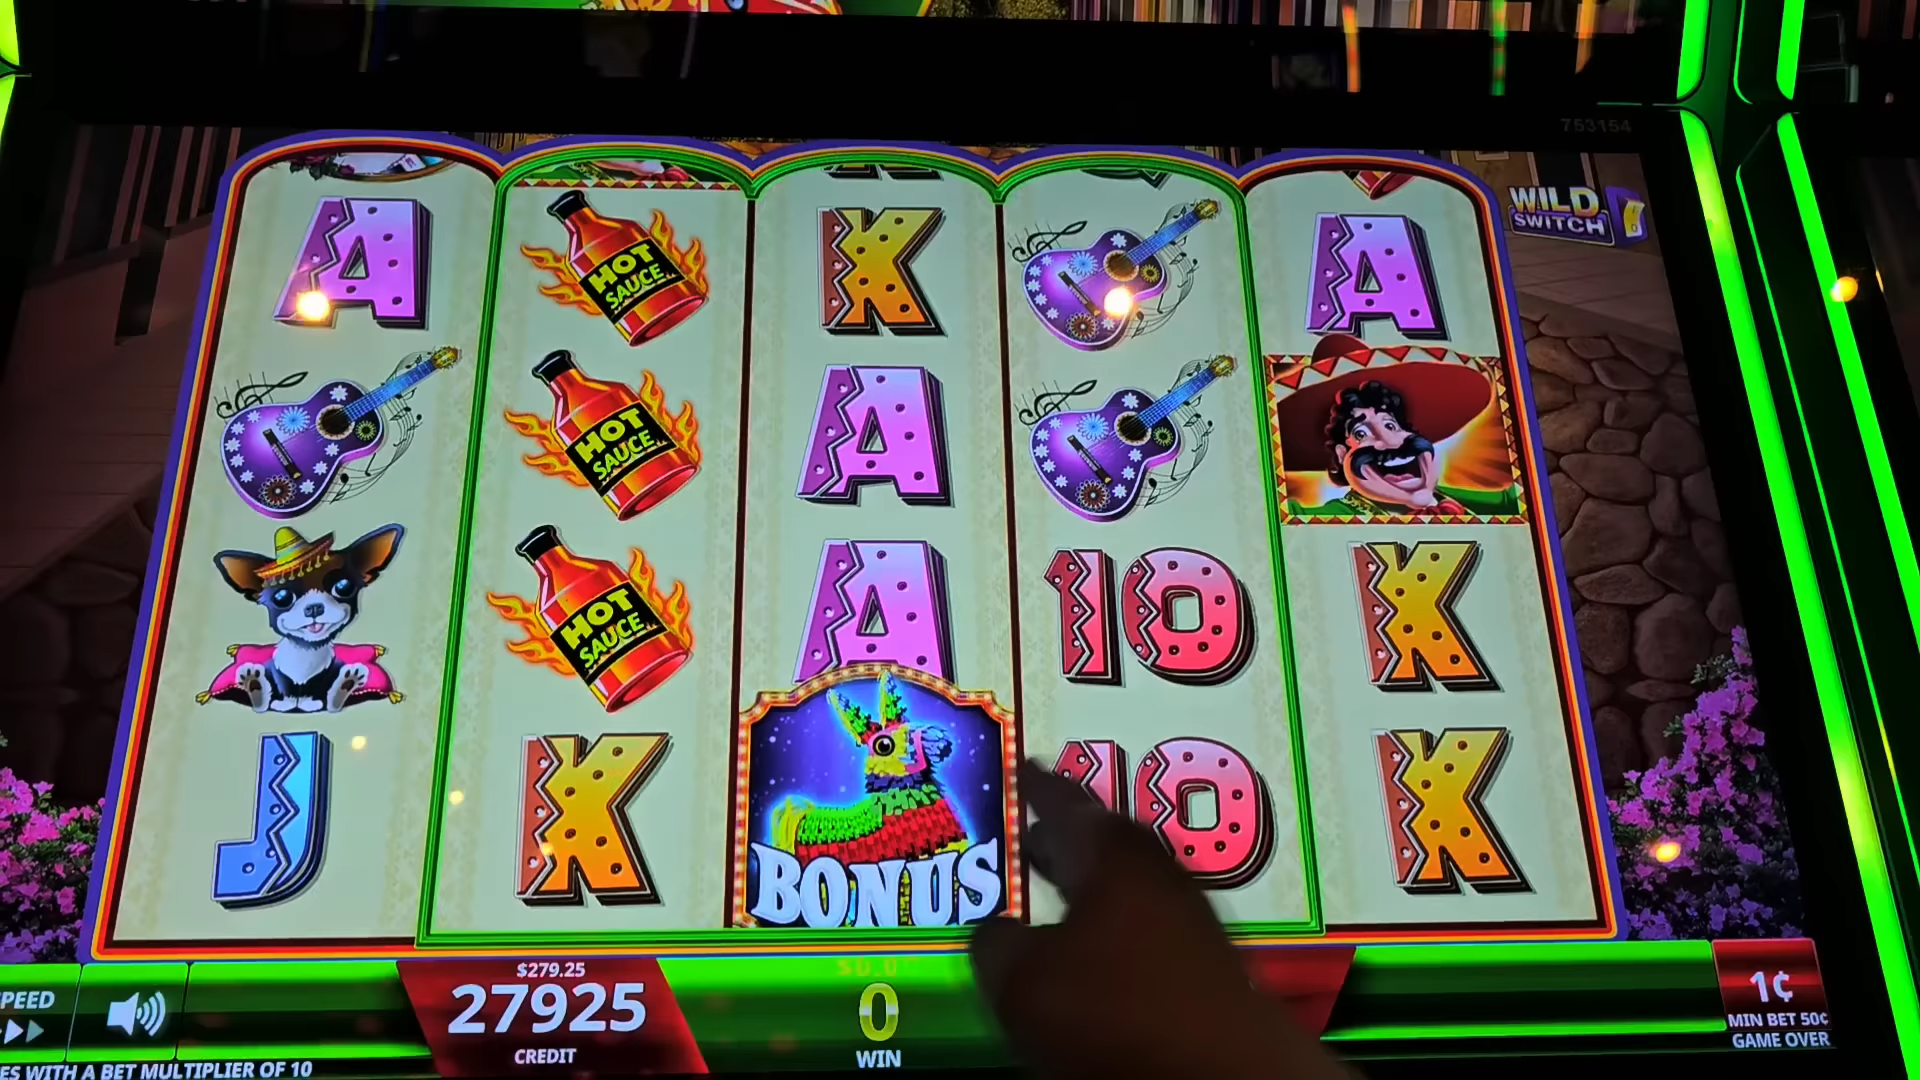 753154
WILD
SWITCH
A
HOT
SAUCE
K
A
HOT
SAUCE
A
HOT
SAUCE
A
10
K
J
K
BONUS
10
K
PEED
$279.25
27925
CREDIT
0
WIN
1¢
MIN BET 50¢
GAME OVER
ES WITH A BET MULTIPLIER OF 10